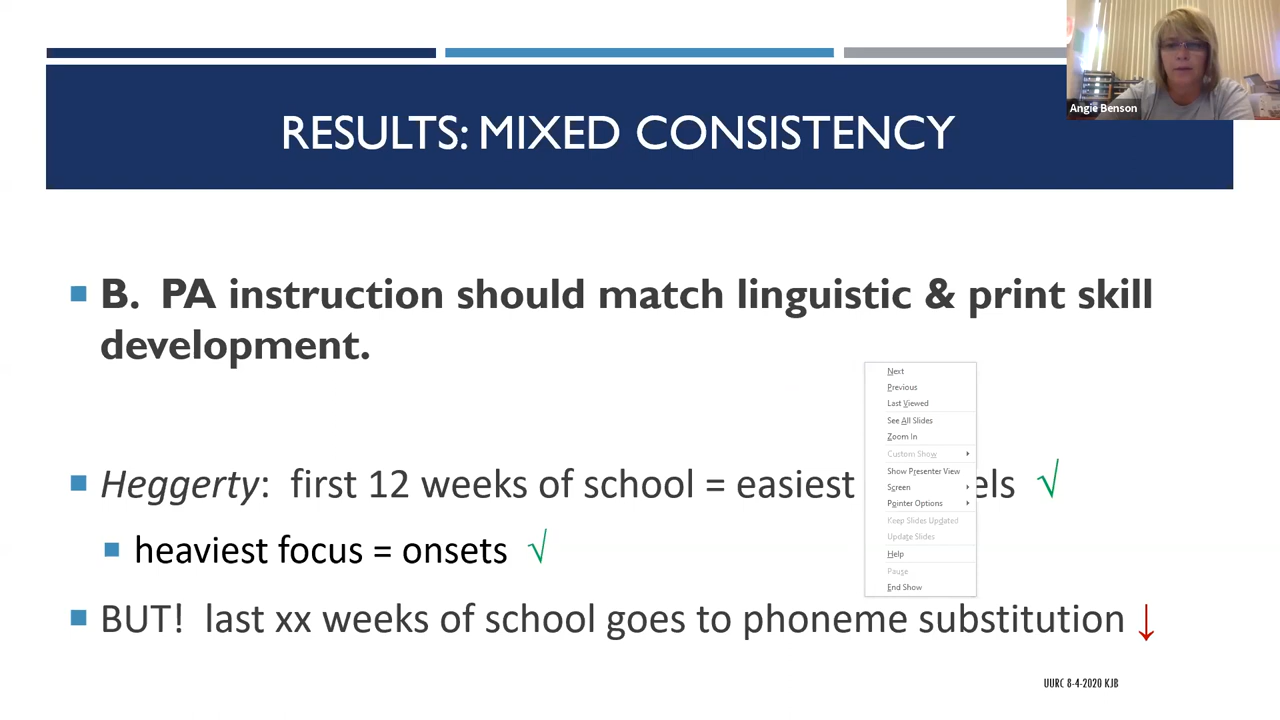 Angie Benson
RESULTS: MIXED CONSISTENCY
B. PA instruction should match linguistic & print skill
development.
Heggerty: first 12 weeks of school = easiest els √
heaviest focus = onsets √
BUT! last xx weeks of school goes to phoneme substitution ↓
Next
Previous
Last Viewed
See All Slides
Zoom In
Custom Show
Show Presenter View
Screen
Pointer Options
Keep Slides Updated
Update Slides
Help
Pause
End Show
UURC 8-4-2020 KJB